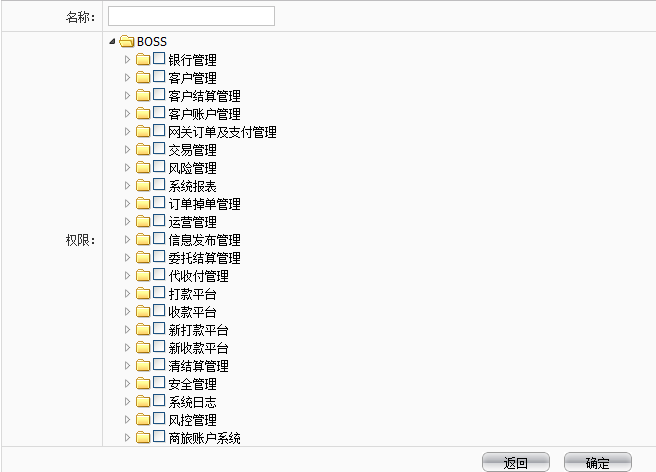 名称：
BOSS
银行管理
客户管理
客户结算管理
客户账户管理
网关订单及支付管理
交易管理
风险管理
系统报表
订单掉单管理
运营管理
权限：
信息发布管理
委托结算管理
代收付管理
打款平台
收款平台
新打款平台
新收款平台
清结算管理
安全管理
系统日志
风控管理
商旅账户系统
返回 确定